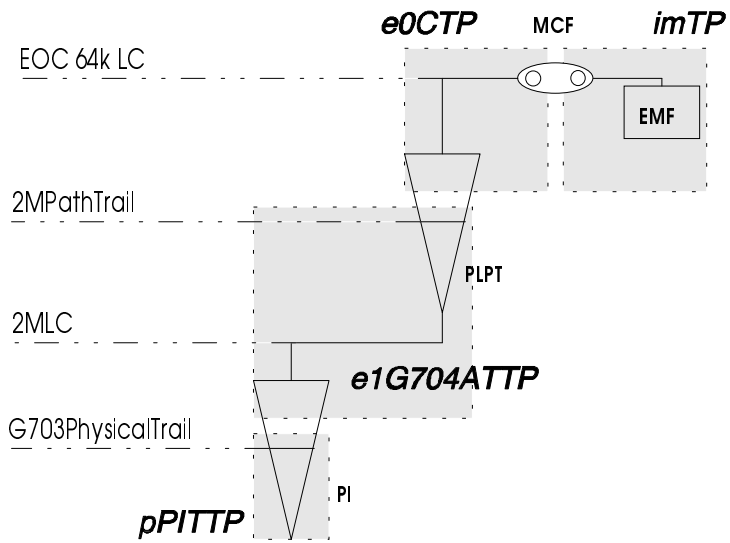 e0CTP MCF imTP
EOC 64k LC
EMF
2MPathTrail
PLPT
2MLC
e1G704ATTP
G703PhysicalTrail
PI
pPITTP